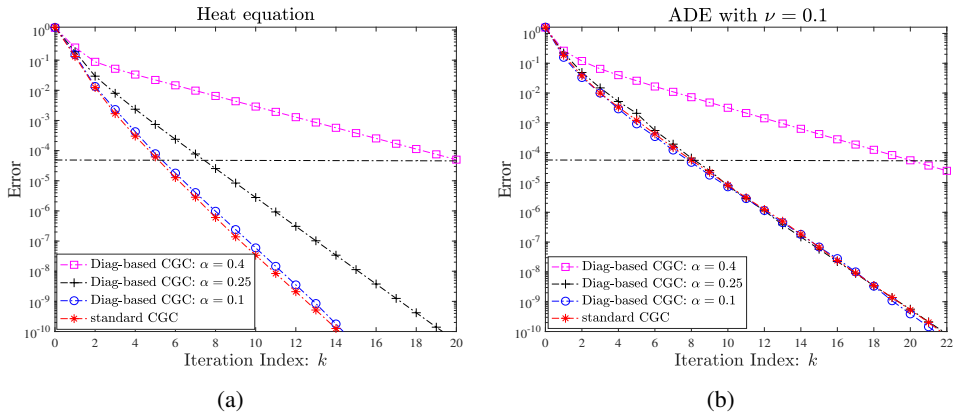 Heat equation
10^0
10^-1
10^-2
10^-3
10^-4
10^-5
10^-6
10^-7
10^-8
10^-9
10^-10
Error
Diag-based CGC: α = 0.4
Diag-based CGC: α = 0.25
Diag-based CGC: α = 0.1
standard CGC
0 2 4 6 8 10 12 14 16 18 20
Iteration Index: k
(a)
ADE with ν = 0.1
10^0
10^-1
10^-2
10^-3
10^-4
10^-5
10^-6
10^-7
10^-8
10^-9
10^-10
Error
Diag-based CGC: α = 0.4
Diag-based CGC: α = 0.25
Diag-based CGC: α = 0.1
standard CGC
0 2 4 6 8 10 12 14 16 18 20 22
Iteration Index: k
(b)